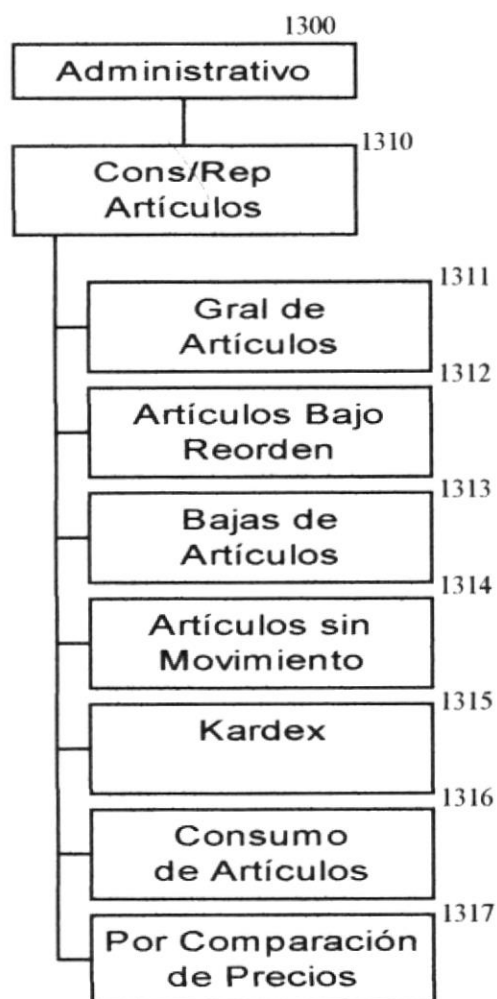 1300
Administrativo
1310
Cons/Rep
Artículos
1311
Gral de
Artículos
1312
Artículos Bajo
Reorden
1313
Bajas de
Artículos
1314
Artículos sin
Movimiento
1315
Kardex
1316
Consumo
de Artículos
1317
Por Comparación
de Precios